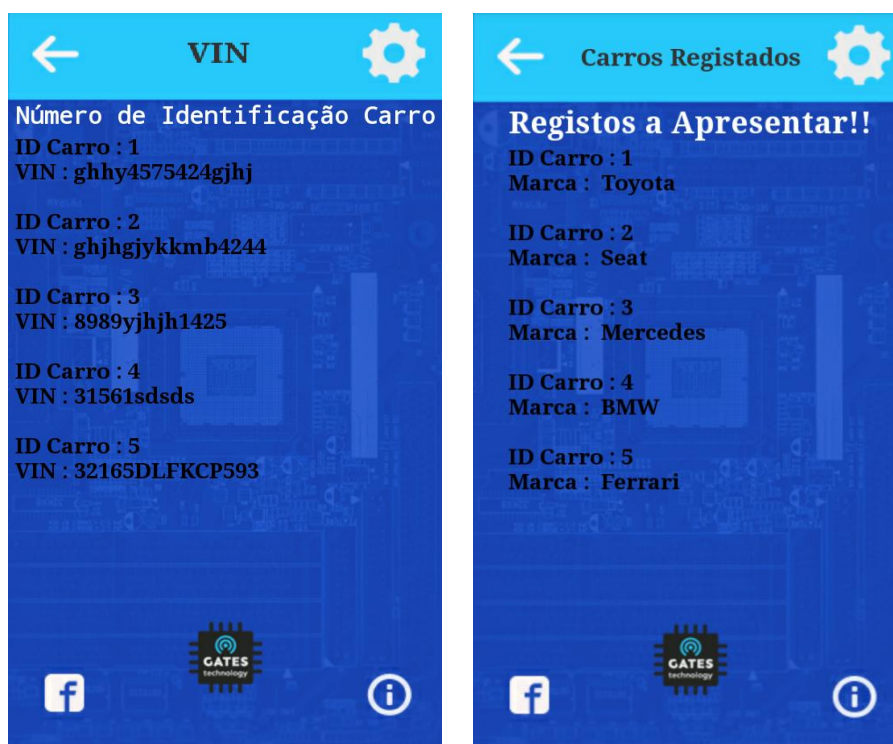 VIN
Número de Identificação Carro
ID Carro : 1
VIN : ghhy4575424gjhj
ID Carro : 2
VIN : ghjhgjykkmb4244
ID Carro : 3
VIN : 8989yjhjh1425
ID Carro : 4
VIN : 31561sdsds
ID Carro : 5
VIN : 32165DLFKCP593
GATES
technology
f
i
Carros Registados
Registos a Apresentar!!
ID Carro : 1
Marca : Toyota
ID Carro : 2
Marca : Seat
ID Carro : 3
Marca : Mercedes
ID Carro : 4
Marca : BMW
ID Carro : 5
Marca : Ferrari
GATES
technology
f
i